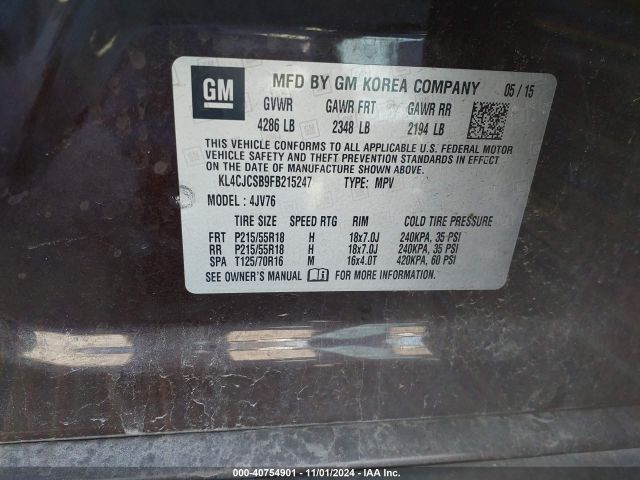 GM
MFD BY GM KOREA COMPANY 05/15
GVWR GAWR FRT GAWR RR
4286 LB 2348 LB 2194 LB
THIS VEHICLE CONFORMS TO ALL APPLICABLE U.S. FEDERAL MOTOR
VEHICLE SAFETY AND THEFT PREVENTION STANDARDS IN EFFECT
ON THE DATE OF MANUFACTURE SHOWN ABOVE.
KL4CJCSB9FB215247 TYPE: MPV
MODEL: 4JV76
TIRE SIZE SPEED RTG RIM COLD TIRE PRESSURE
FRT P215/55R18 H 18x7.0J 240KPA, 35 PSI
RR P215/55R18 H 18x7.0J 240KPA, 35 PSI
SPA T125/70R16 M 16x4.0T 420KPA, 60 PSI
SEE OWNER'S MANUAL FOR MORE INFORMATION.
000-40754901 - 11/01/2024 - IAA